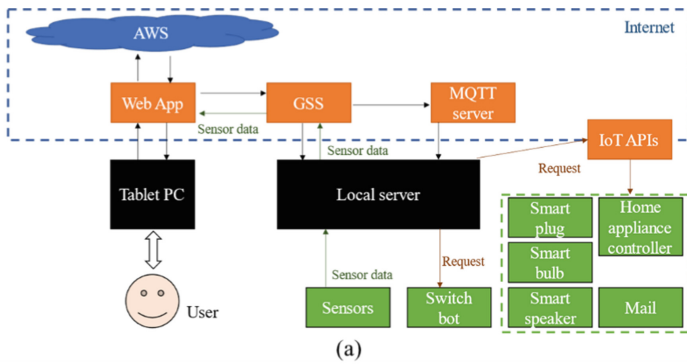 AWS
Internet
Web App
GSS
MQTT
server
Sensor data
Sensor data
IoT APIs
Request
Tablet PC
Local server
Smart
plug
Home
appliance
controller
Smart
bulb
Request
Sensor data
User
Sensors
Switch
bot
Smart
speaker
Mail
(a)